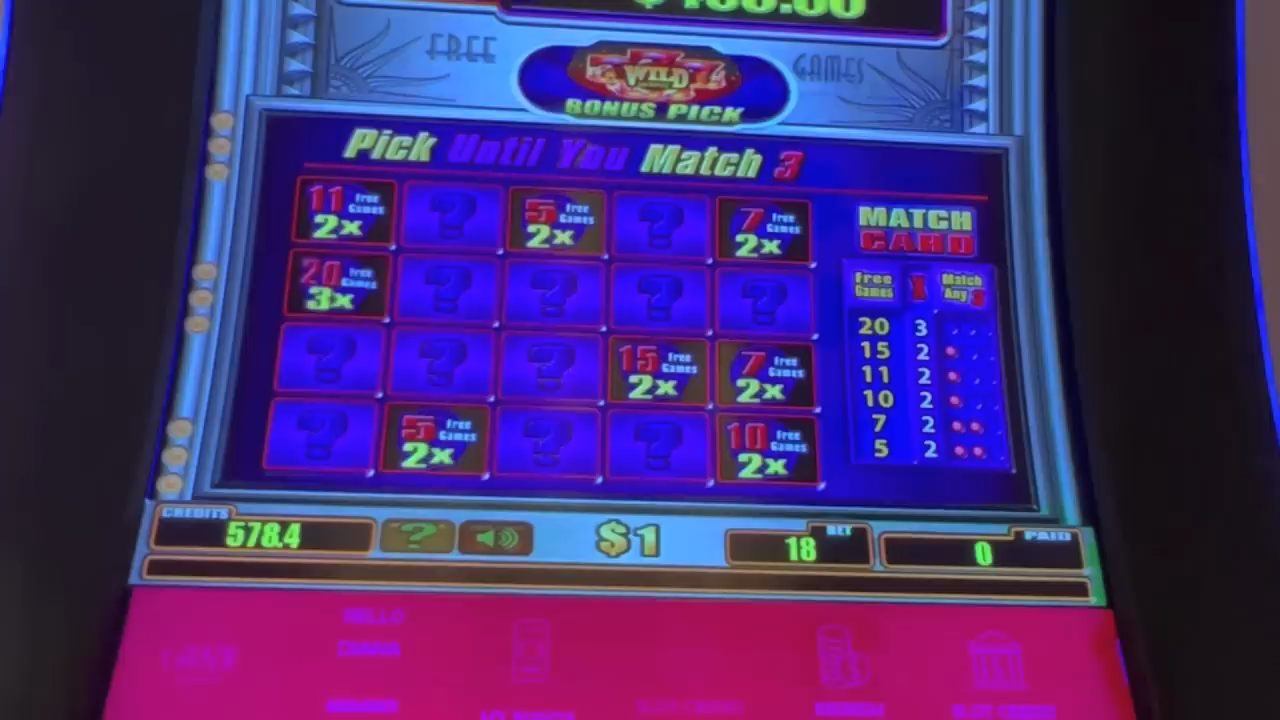 FREE
GAMES
777
WILD
BONUS PICK
Pick Until You Match 3
11 Free Games 2x
?
5 Free Games 2x
?
7 Free Games 2x
20 Free Games 3x
?
?
?
?
?
?
?
15 Free Games 2x
7 Free Games 2x
?
5 Free Games 2x
?
?
10 Free Games 2x
MATCH
CARD
Free Games X Match Any 3
20 3
15 2
11 2
10 2
7 2
5 2
CREDITS
578.4
?
$1
BET
18
PAID
0
HELLO